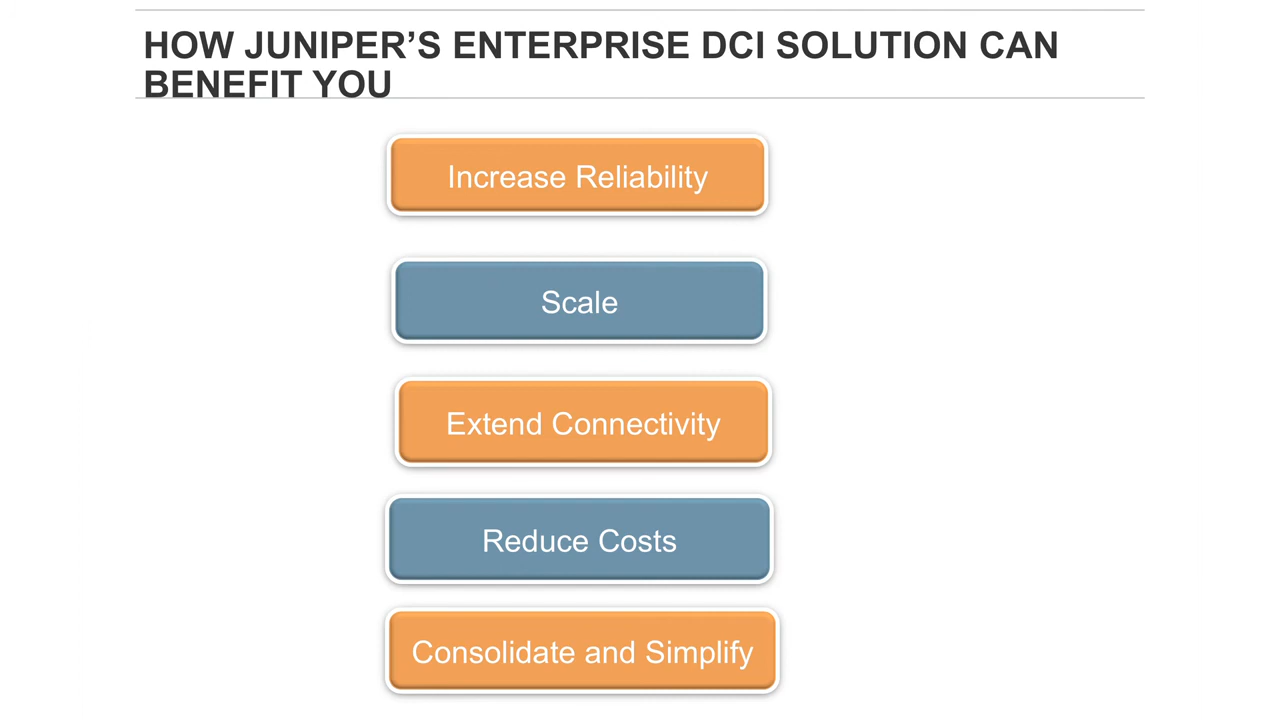 HOW JUNIPER’S ENTERPRISE DCI SOLUTION CAN
BENEFIT YOU
Increase Reliability
Scale
Extend Connectivity
Reduce Costs
Consolidate and Simplify